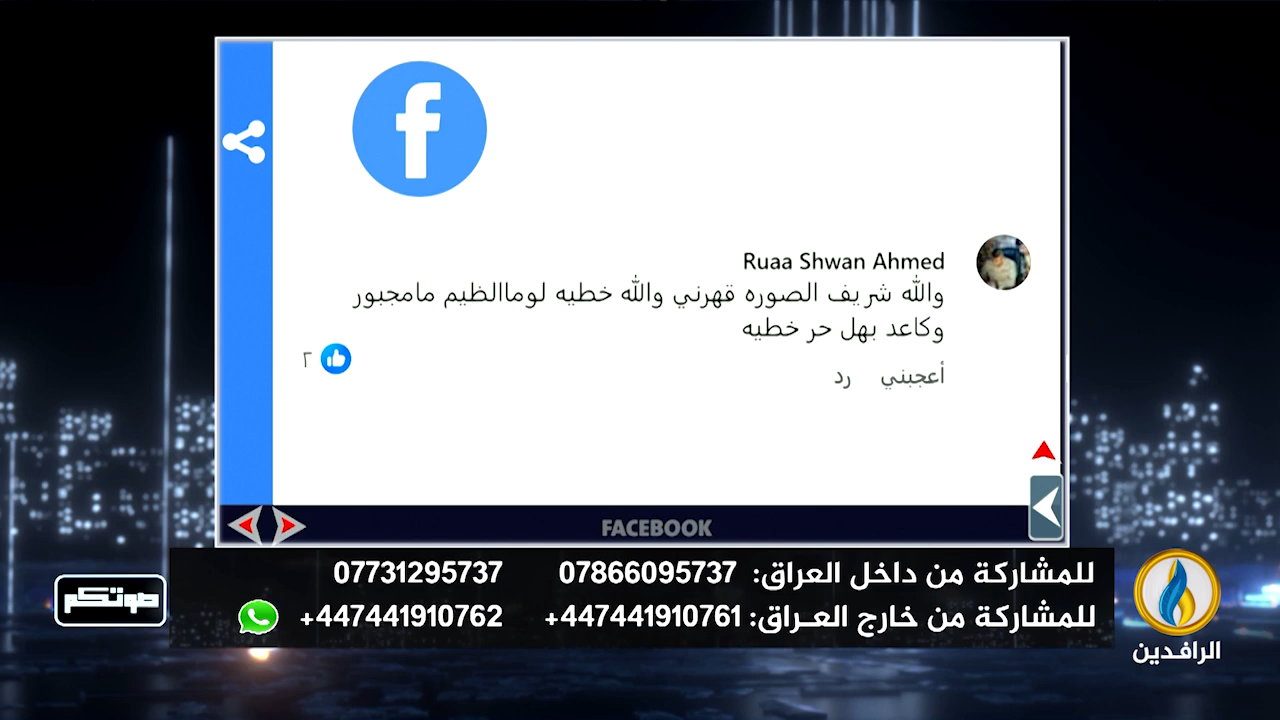 Ruaa Shwan Ahmed
والله شريف الصوره قهرني والله خطيه لوماالظيم مامجبور
وكاعد بهل حر خطيه
٢
أعجبني رد
FACEBOOK
للمشاركة من داخل العراق: 07866095737 07731295737
للمشاركة من خارج العـراق: 447441910761+ 447441910762+
صوتكم
الرافدين